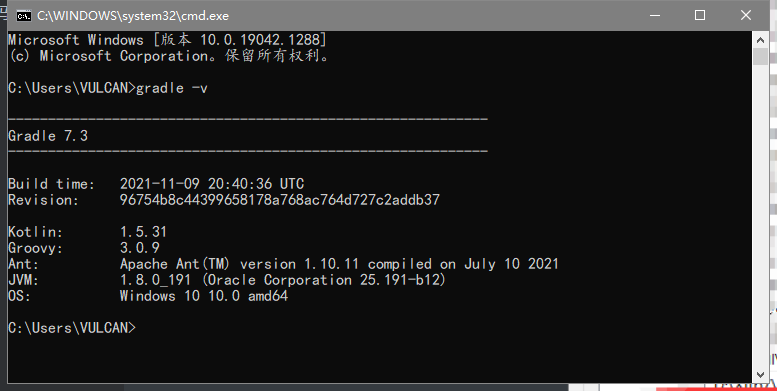 C:\WINDOWS\system32\cmd.exe
Microsoft Windows [版本 10.0.19042.1288]
(c) Microsoft Corporation。保留所有权利。
C:\Users\VULCAN>gradle -v
------------------------------------------------------------
Gradle 7.3
------------------------------------------------------------
Build time:   2021-11-09 20:40:36 UTC
Revision:     96754b8c44399658178a768ac764d727c2addb37
Kotlin:       1.5.31
Groovy:       3.0.9
Ant:          Apache Ant(TM) version 1.10.11 compiled on July 10 2021
JVM:          1.8.0_191 (Oracle Corporation 25.191-b12)
OS:           Windows 10 10.0 amd64
C:\Users\VULCAN>